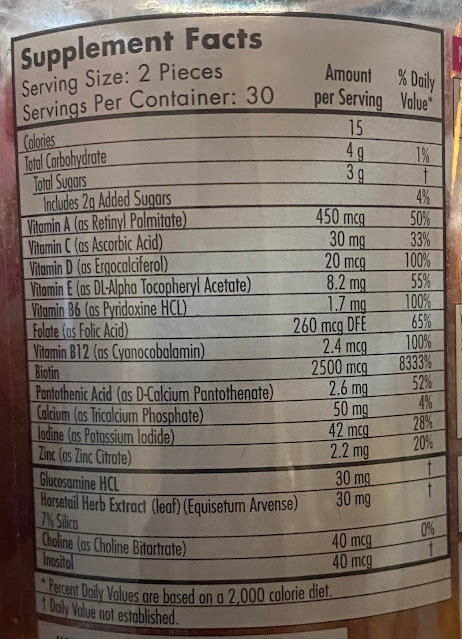 Supplement Facts
Serving Size: 2 Pieces
Servings Per Container: 30
Amount per Serving % Daily Value*
Calories 15
Total Carbohydrate 4 g 1%
Total Sugars 3 g †
Includes 2g Added Sugars 4%
Vitamin A (as Retinyl Palmitate) 450 mcg 50%
Vitamin C (as Ascorbic Acid) 30 mg 33%
Vitamin D (as Ergocalciferol) 20 mcg 100%
Vitamin E (as DL-Alpha Tocopheryl Acetate) 8.2 mg 55%
Vitamin B6 (as Pyridoxine HCL) 1.7 mg 100%
Folate (as Folic Acid) 260 mcg DFE 65%
Vitamin B12 (as Cyanocobalamin) 2.4 mcg 100%
Biotin 2500 mcg 8333%
Pantothenic Acid (as D-Calcium Pantothenate) 2.6 mg 52%
Calcium (as Tricalcium Phosphate) 50 mg 4%
Iodine (as Potassium Iodide) 42 mcg 28%
Zinc (as Zinc Citrate) 2.2 mg 20%
Glucosamine HCL 30 mg †
Horsetail Herb Extract (leaf) (Equisetum Arvense) 30 mg †
7% Silica
Choline (as Choline Bitartrate) 40 mcg 0%
Inositol 40 mcg †
* Percent Daily Values are based on a 2,000 calorie diet.
† Daily Value not established.